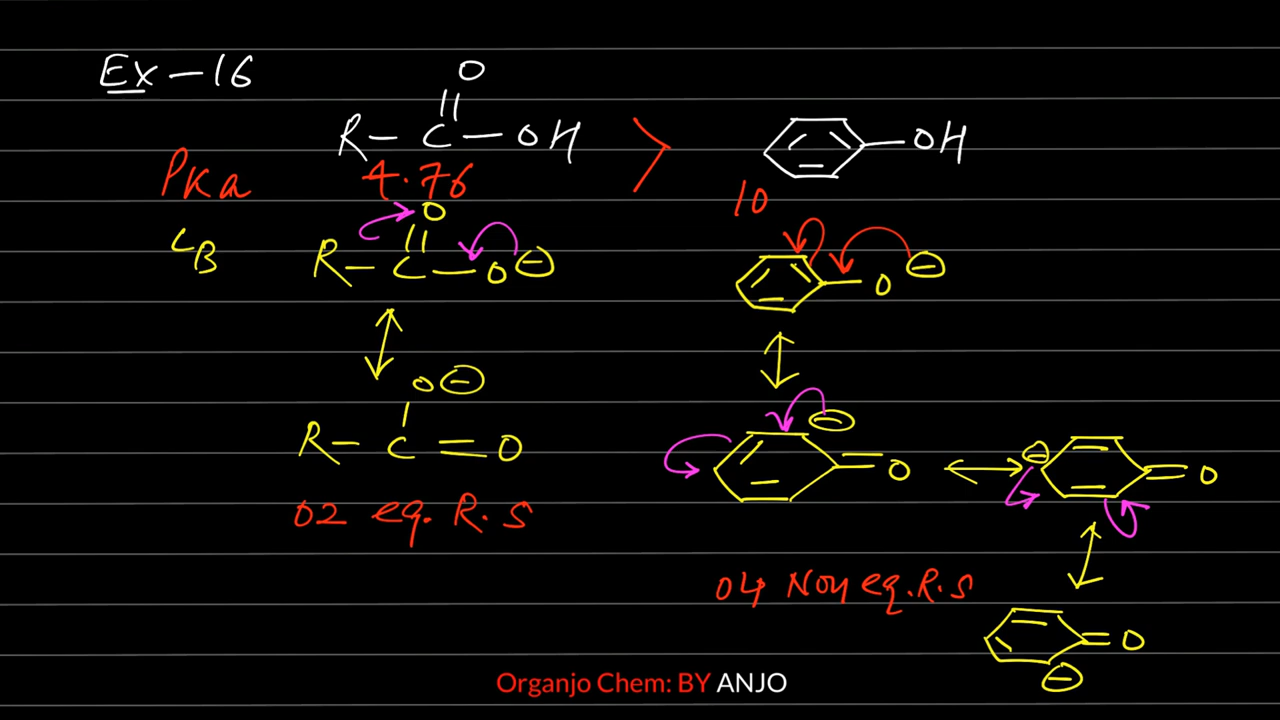 Ex-16
O
R-C-OH > OH
PKa 4.76 10
O
CB R-C-O⊖ O⊖
O⊖
⊖
R-C=O =O ⊖ =O
02 eq. R.S
04 Non eq. R.S
=O
⊖
Organjo Chem: BY ANJO